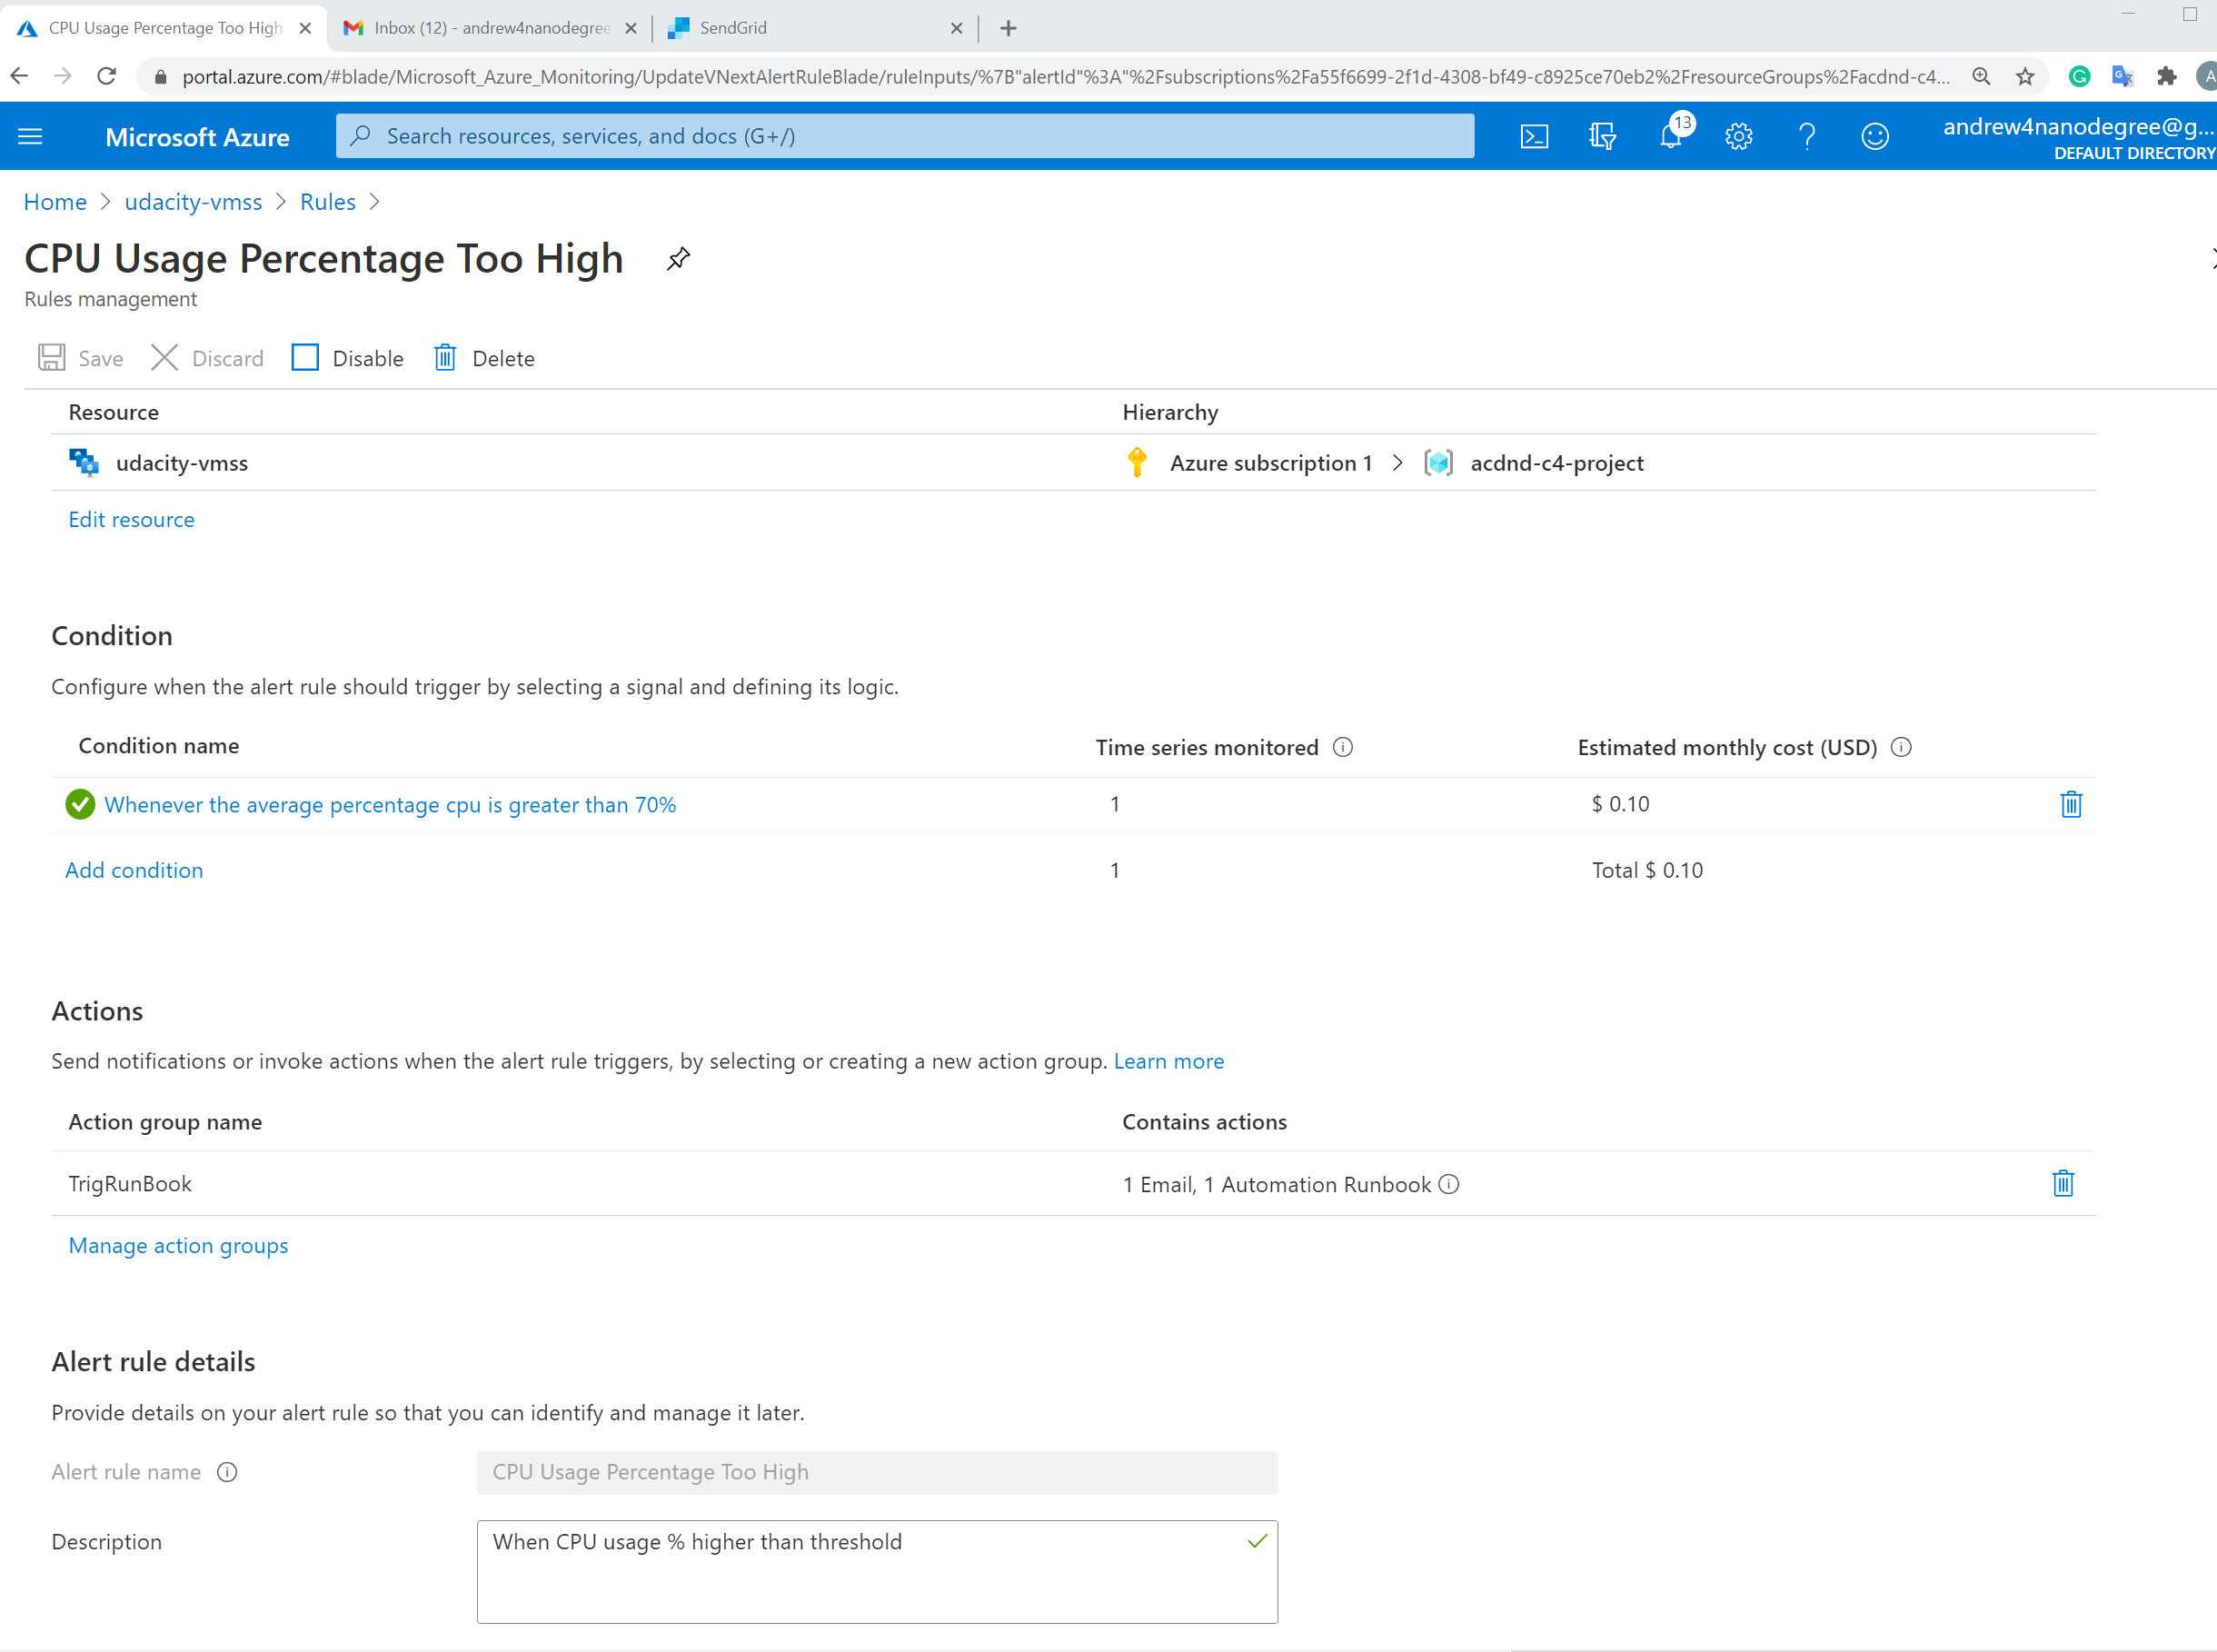 CPU Usage Percentage Too High
Inbox (12) - andrew4nanodegree
SendGrid
portal.azure.com/#blade/Microsoft_Azure_Monitoring/UpdateVNextAlertRuleBlade/ruleInputs/%7B"alertId"%3A"%2Fsubscriptions%2Fa55f6699-2f1d-4308-bf49-c8925ce70eb2%2FresourceGroups%2Facdnd-c4...
A
Microsoft Azure
Search resources, services, and docs (G+/)
13
andrew4nanodegree@g...
DEFAULT DIRECTORY
Home > udacity-vmss > Rules >
CPU Usage Percentage Too High
Rules management
Save Discard Disable Delete
Resource Hierarchy
udacity-vmss Azure subscription 1 > acdnd-c4-project
Edit resource
Condition
Configure when the alert rule should trigger by selecting a signal and defining its logic.
Condition name Time series monitored Estimated monthly cost (USD)
Whenever the average percentage cpu is greater than 70% 1 $ 0.10
Add condition 1 Total $ 0.10
Actions
Send notifications or invoke actions when the alert rule triggers, by selecting or creating a new action group. Learn more
Action group name Contains actions
TrigRunBook 1 Email, 1 Automation Runbook
Manage action groups
Alert rule details
Provide details on your alert rule so that you can identify and manage it later.
Alert rule name CPU Usage Percentage Too High
Description When CPU usage % higher than threshold